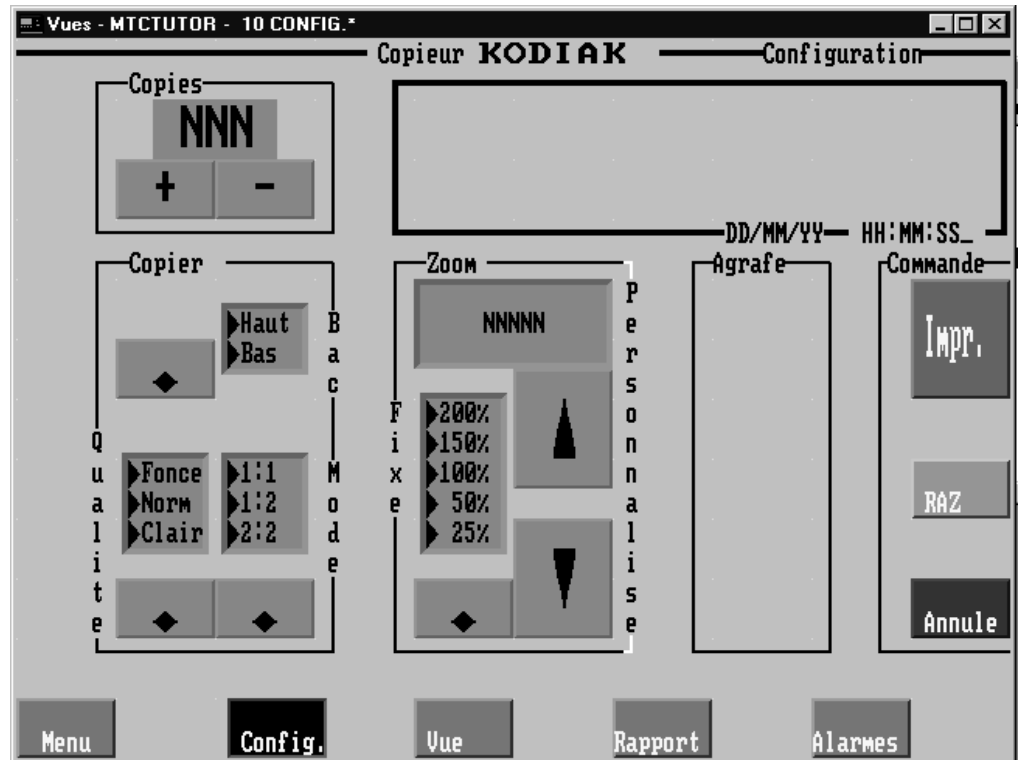 Vues - MTCTUTOR - 10 CONFIG.*
Copieur KODIAK Configuration
Copies
NNN
+ -
DD/MM/YY HH:MM:SS_
Copier
Haut
Bas
Bac
Qualite
Fonce
Norm
Clair
1:1
1:2
2:2
Mode
Zoom
NNNNN
Fixe
200%
150%
100%
50%
25%
Personnalise
Agrafe
Commande
Impr.
RAZ
Annule
Menu Config. Vue Rapport Alarmes